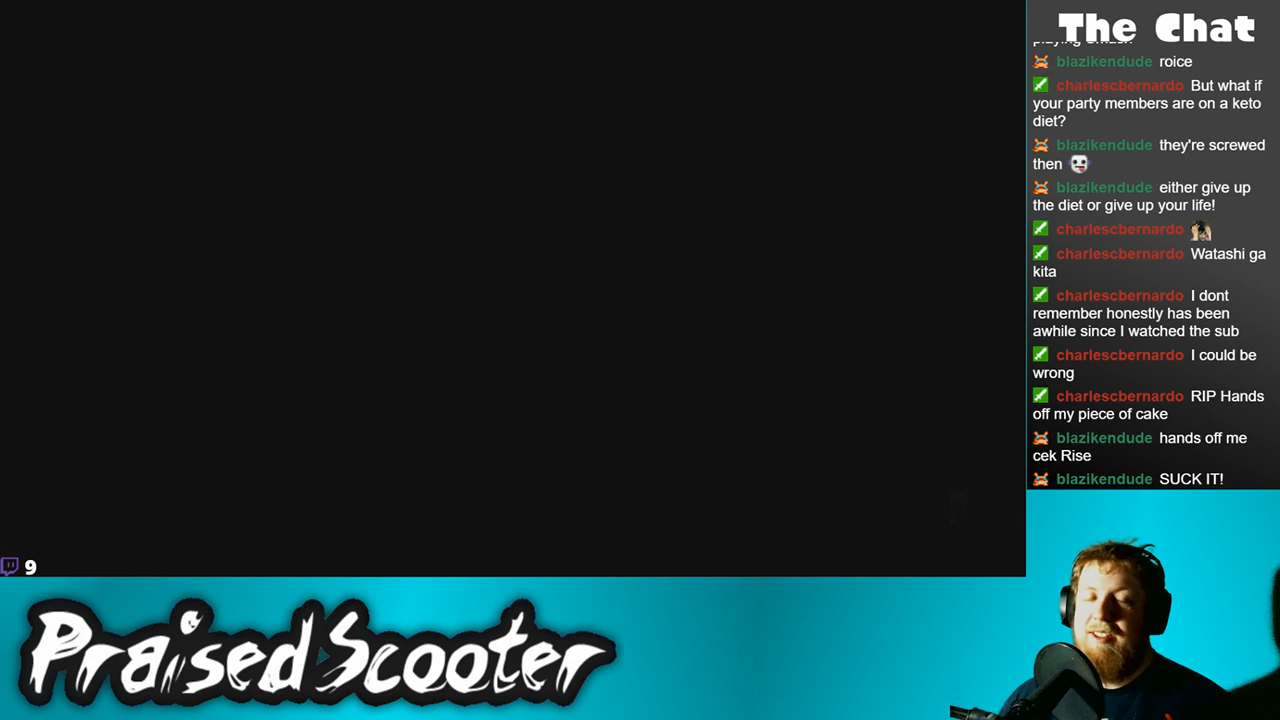 The Chat
blazikendude roice
charlescbernardo But what if
your party members are on a keto
diet?
blazikendude they're screwed
then
blazikendude either give up
the diet or give up your life!
charlescbernardo
charlescbernardo Watashi ga
kita
charlescbernardo I dont
remember honestly has been
awhile since I watched the sub
charlescbernardo I could be
wrong
charlescbernardo RIP Hands
off my piece of cake
blazikendude hands off me
cek Rise
blazikendude SUCK IT!
9
PraisedScooter